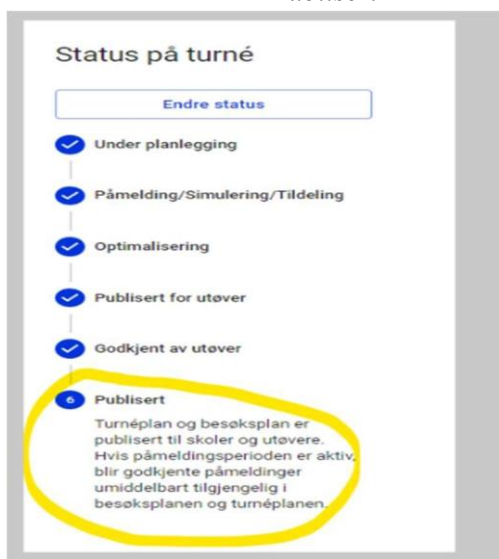 Status på turné
Endre status
Under planlegging
Påmelding/Simulering/Tildeling
Optimalisering
Publisert for utøver
Godkjent av utøver
6 Publisert
Turnéplan og besøksplan er
publisert til skoler og utøvere.
Hvis påmeldingsperioden er aktiv,
blir godkjente påmeldinger
umiddelbart tilgjengelig i
besøksplanen og turnéplanen.